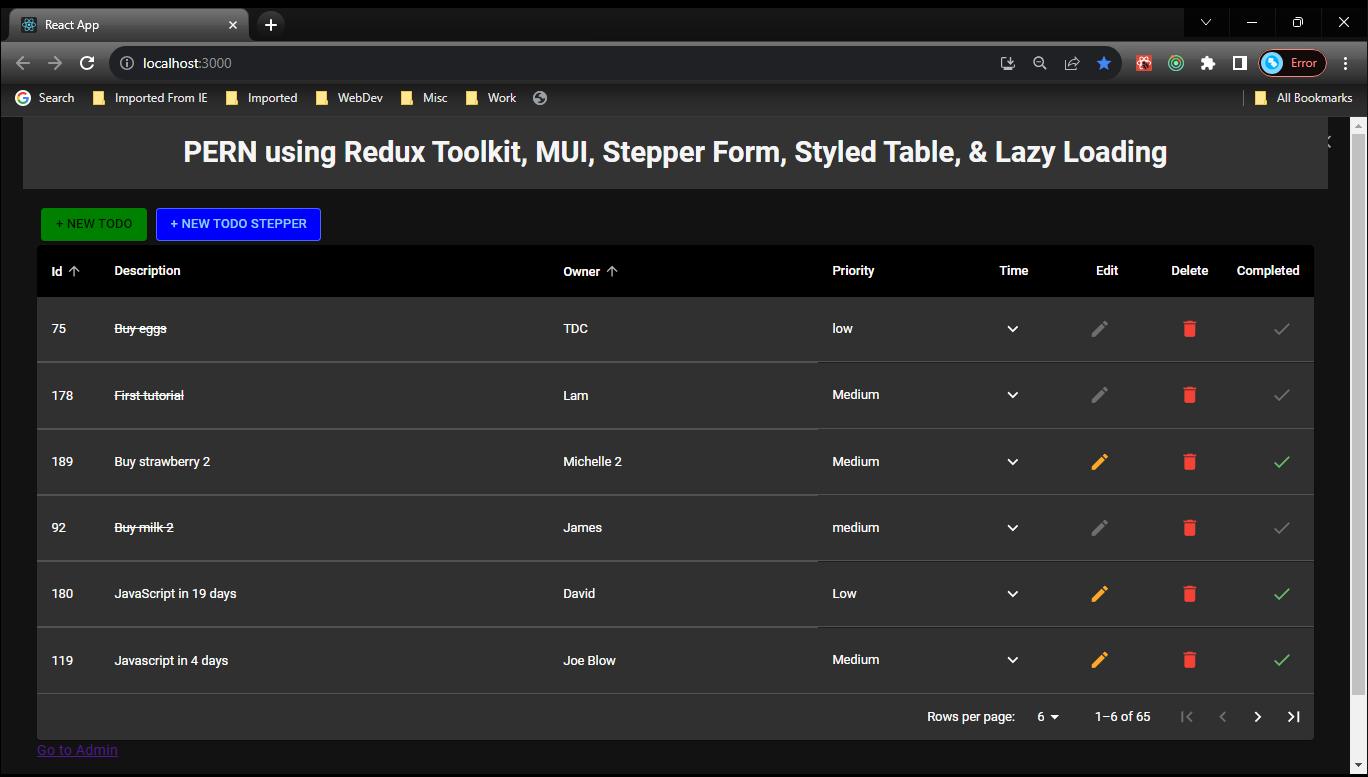 React App
localhost:3000
Error
Search Imported From IE Imported WebDev Misc Work All Bookmarks
PERN using Redux Toolkit, MUI, Stepper Form, Styled Table, & Lazy Loading
+ NEW TODO + NEW TODO STEPPER
Id Description Owner Priority Time Edit Delete Completed
75 Buy eggs TDC low
178 First tutorial Lam Medium
189 Buy strawberry 2 Michelle 2 Medium
92 Buy milk 2 James medium
180 JavaScript in 19 days David Low
119 Javascript in 4 days Joe Blow Medium
Rows per page: 6 1–6 of 65
Go to Admin